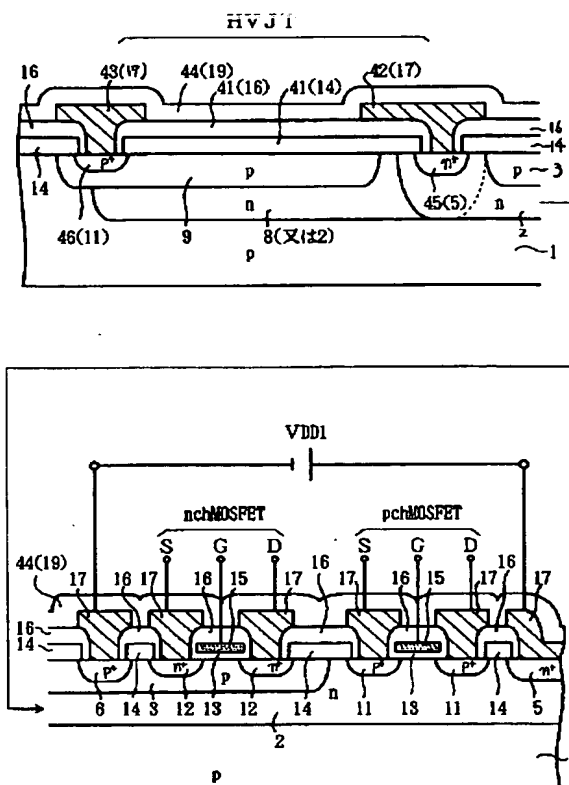 HVJT
16 43(17) 44(19) 41(16) 41(14) 42(17)
16
14
14 p⁺ n⁺ p 3
p
n n
46(11) 9 8(又は2) 45(5) 2
p 1
VDD1
nchMOSFET pchMOSFET
S G D S G D
44(19) 17 16 17 16 15 17 16 17 16 15 17 16 17
16
14
p⁺ n⁺ p n⁺ n p⁺ p⁺ n⁺
6 14 3 12 13 12 14 11 13 11 14 5
2
p